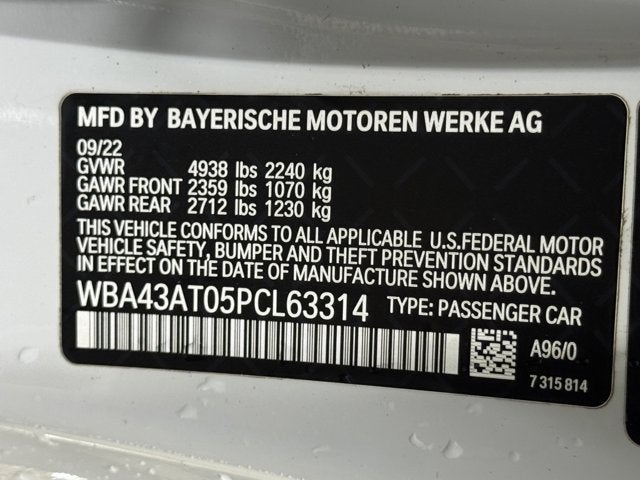 MFD BY BAYERISCHE MOTOREN WERKE AG
09/22
GVWR 4938 lbs 2240 kg
GAWR FRONT 2359 lbs 1070 kg
GAWR REAR 2712 lbs 1230 kg
THIS VEHICLE CONFORMS TO ALL APPLICABLE U.S.FEDERAL MOTOR
VEHICLE SAFETY, BUMPER AND THEFT PREVENTION STANDARDS
IN EFFECT ON THE DATE OF MANUFACTURE SHOWN ABOVE.
WBA43AT05PCL63314 TYPE: PASSENGER CAR
A96/0
7 315 814